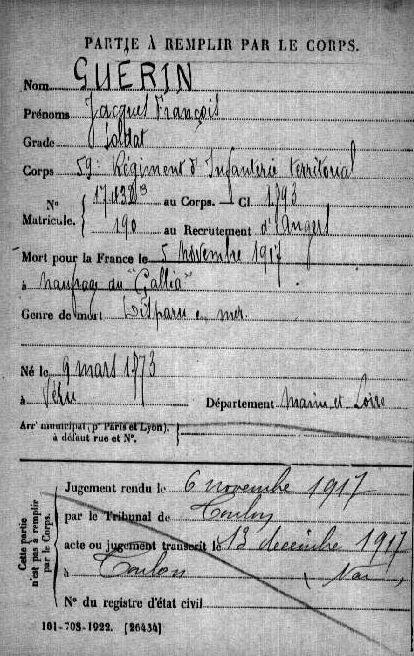 PARTIE À REMPLIR PAR LE CORPS.
Nom GUERIN
Prénoms Jacques François
Grade Soldat
Corps 59e Régiment d'Infanterie territorial
N° 17.138 au Corps. — Cl. 1893
Matricule. 190 au Recrutement d'Angers
Mort pour la France le 5 novembre 1917
à naufrage du "Gallia"
Genre de mort Disparu en mer.
Né le 9 mars 1873
à Département Maine et Loire
Arrt municipal (pr Paris et Lyon),
à défaut rue et N°.
Cette partie n'est pas à remplir par le Corps.
Jugement rendu le 6 novembre 1917
par le Tribunal de Toulon
acte ou jugement transcrit le 13 decembre 1917
à Toulon (Var)
N° du registre d'état civil
101-708-1922. [26434]